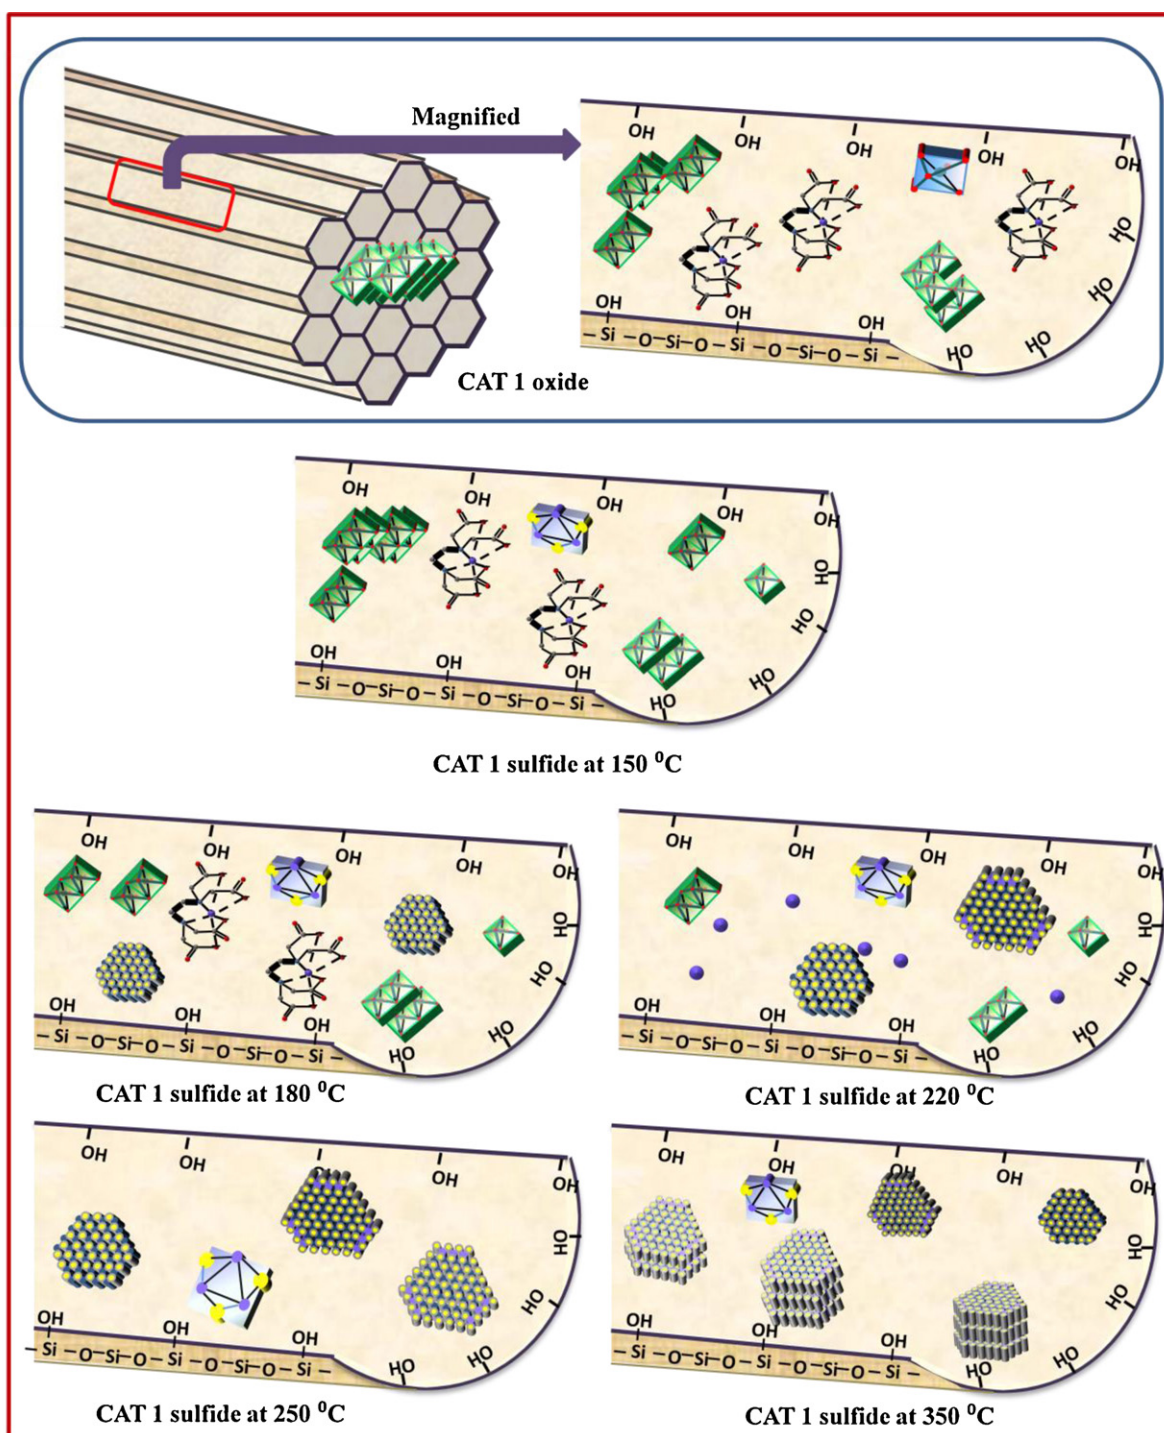 Magnified
OH
OH
OH
OH
OH
HO
HO
HO
HO
OH
OH
OH
– Si – O – Si – O – Si – O – Si – O – Si –
CAT 1 oxide
OH
OH
OH
OH
OH
OH
HO
HO
HO
OH
OH
OH
– Si – O – Si – O – Si – O – Si – O – Si –
CAT 1 sulfide at 150 ⁰C
OH
OH
OH
OH
OH
HO
HO
HO
HO
OH
OH
OH
– Si – O – Si – O – Si – O – Si – O – Si –
CAT 1 sulfide at 180 ⁰C
OH
OH
OH
OH
OH
HO
HO
HO
HO
OH
OH
OH
– Si – O – Si – O – Si – O – Si – O – Si –
CAT 1 sulfide at 220 ⁰C
OH
OH
OH
OH
HO
HO
HO
HO
OH
OH
OH
– Si – O – Si – O – Si – O – Si – O – Si –
CAT 1 sulfide at 250 ⁰C
OH
OH
OH
OH
OH
HO
HO
HO
HO
OH
OH
OH
– Si – O – Si – O – Si – O – Si – O – Si –
CAT 1 sulfide at 350 ⁰C